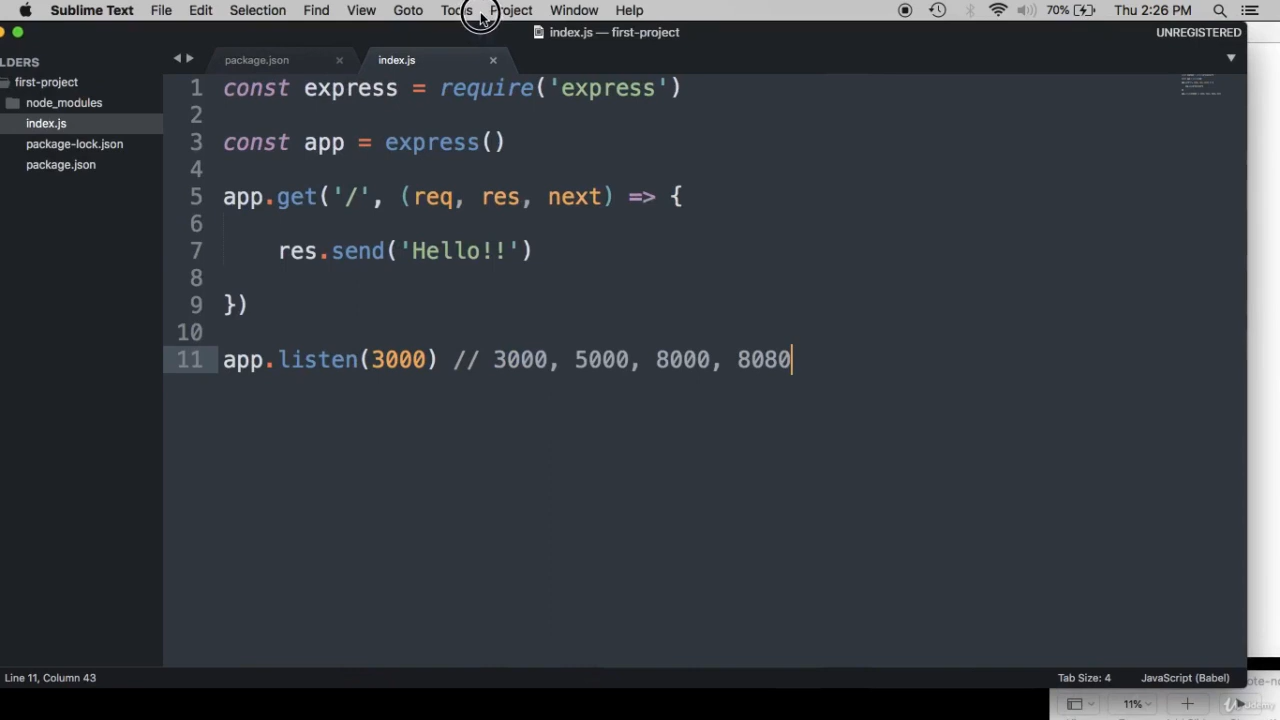 Sublime Text File Edit Selection Find View Goto Tools Project Window Help 70% Thu 2:26 PM
index.js — first-project UNREGISTERED
LDERS
first-project
node_modules
index.js
package-lock.json
package.json
package.json × index.js ×
1 const express = require('express')
2
3 const app = express()
4
5 app.get('/', (req, res, next) => {
6
7 res.send('Hello!!')
8
9 })
10
11 app.listen(3000) // 3000, 5000, 8000, 8080
Line 11, Column 43 Tab Size: 4 JavaScript (Babel)
11%
Udemy